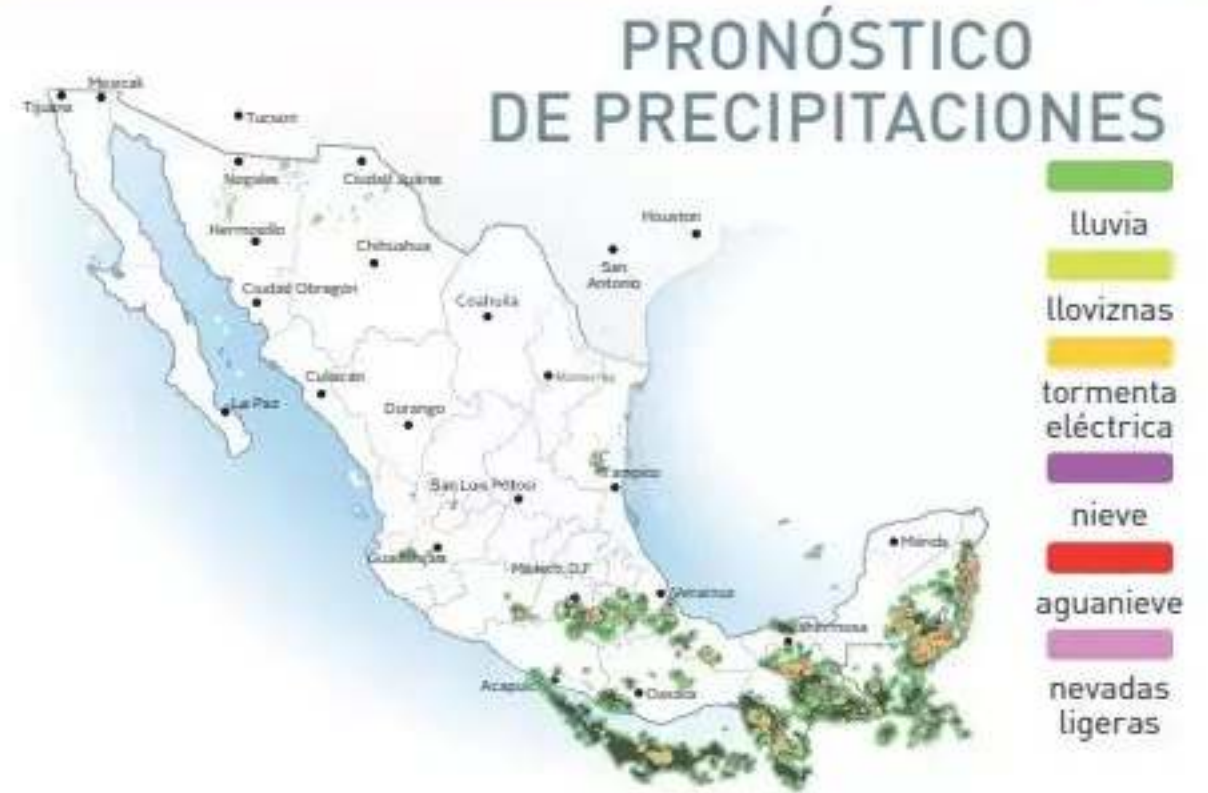 PRONÓSTICO
DE PRECIPITACIONES
Mexicali
Tijuana
Tucson
Nogales
Ciudad Juárez
Houston
Hermosillo
Chihuahua
San
Antonio
Ciudad Obregón
Coahuila
Culiacán
Monterrey
La Paz
Durango
Tampico
San Luis Potosí
Guadalajara
México, D.F
Mérida
Veracruz
Acapulco
Oaxaca
lluvia
lloviznas
tormenta
eléctrica
nieve
aguanieve
nevadas
ligeras